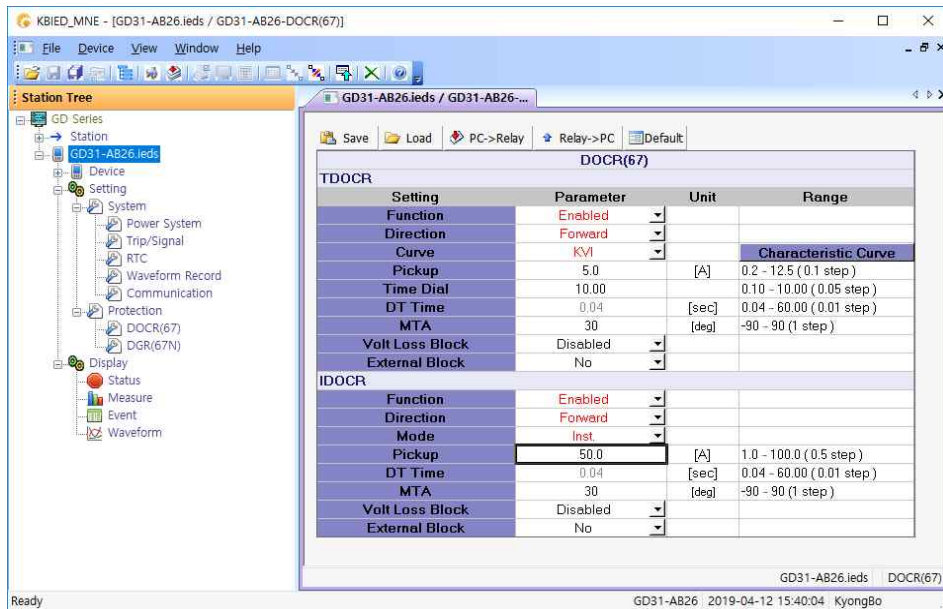 KBIED_MNE - [GD31-AB26.ieds / GD31-AB26-DOCR(67)]
File Device View Window Help
Station Tree
GD Series
Station
GD31-AB26.ieds
Device
Setting
System
Power System
Trip/Signal
RTC
Waveform Record
Communication
Protection
DOCR(67)
DGR(67N)
Display
Status
Measure
Event
Waveform
GD31-AB26.ieds / GD31-AB26-...
Save Load PC->Relay Relay->PC Default
DOCR(67)
TDOCR
Setting Parameter Unit Range
Function Enabled
Direction Forward
Curve KVI Characteristic Curve
Pickup 5.0 [A] 0.2 - 12.5 ( 0.1 step )
Time Dial 10.00 0.10 - 10.00 ( 0.05 step )
DT Time 0.04 [sec] 0.04 - 60.00 ( 0.01 step )
MTA 30 [deg] -90 - 90 (1 step )
Volt Loss Block Disabled
External Block No
IDOCR
Function Enabled
Direction Forward
Mode Inst.
Pickup 50.0 [A] 1.0 - 100.0 ( 0.5 step )
DT Time 0.04 [sec] 0.04 - 60.00 ( 0.01 step )
MTA 30 [deg] -90 - 90 (1 step )
Volt Loss Block Disabled
External Block No
GD31-AB26.ieds DOCR(67)
Ready GD31-AB26 2019-04-12 15:40:04 KyongBo